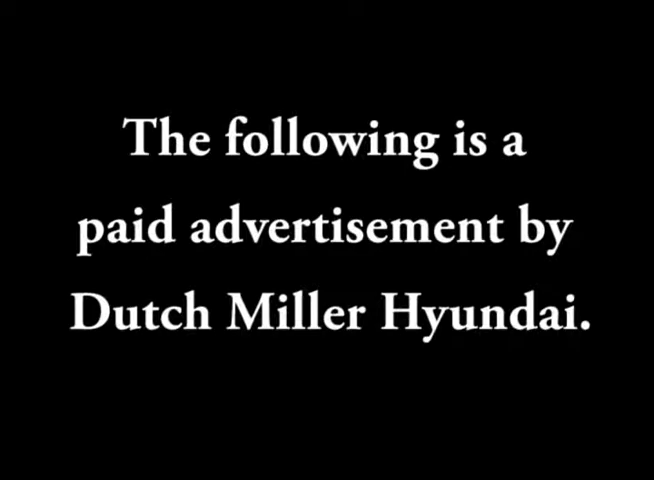 The following is a
paid advertisement by
Dutch Miller Hyundai.